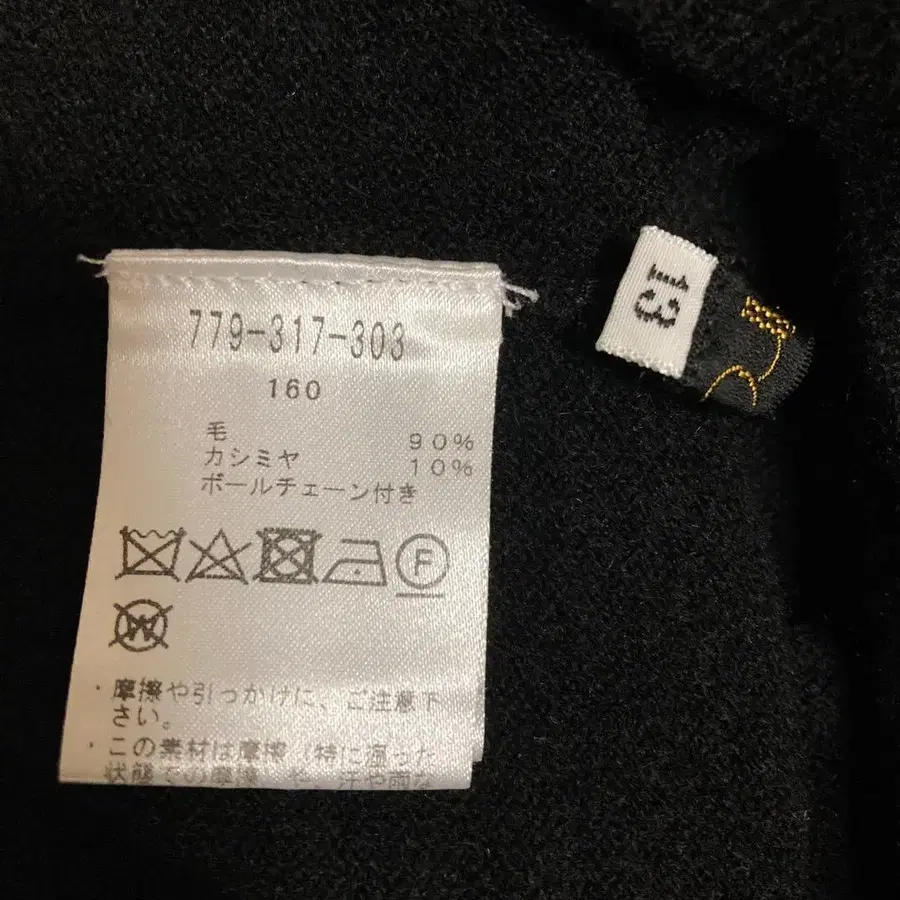 779-317-303
160
毛 90%
カシミヤ 10%
ボールチェーン付き
F
W
・摩擦や引っかけに、ご注意下
さい。
・この素材は摩擦（特に湿った
状態での摩擦）や、汗や雨な
13